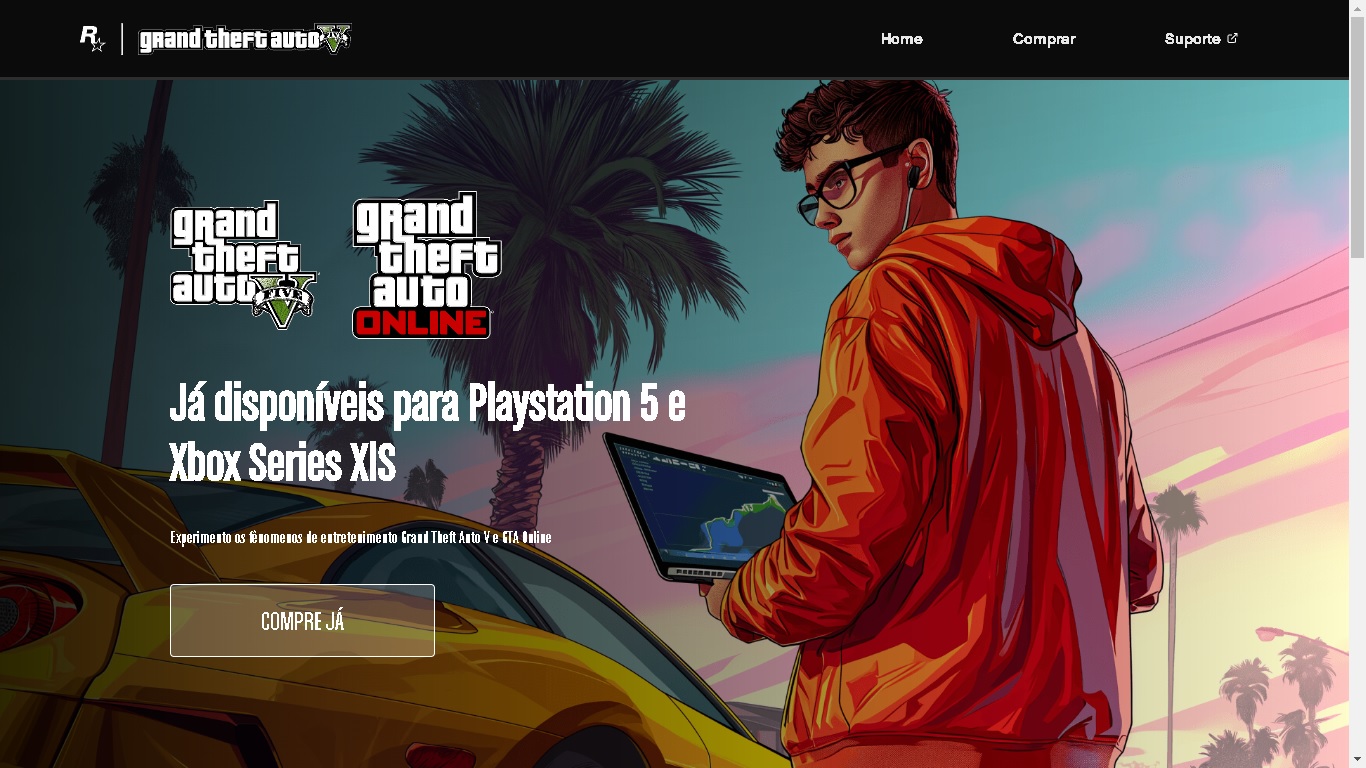 R
grand theft auto V
FIVE
Home
Comprar
Suporte
grand
theft
auto V
FIVE
grand
theft
auto
ONLINE
Já disponíveis para Playstation 5 e
Xbox Series X|S
Experimento os fênomenos de entretenimento Grand Theft Auto V e GTA Online
COMPRE JÁ